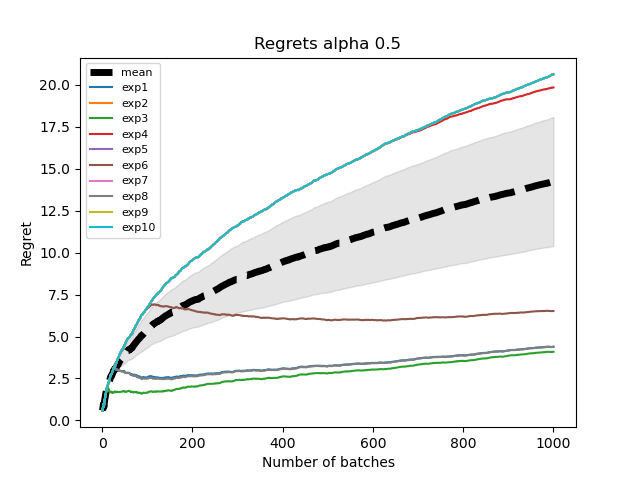 Regrets alpha 0.5
20.0
17.5
15.0
12.5
10.0
7.5
5.0
2.5
0.0
Regret
mean
exp1
exp2
exp3
exp4
exp5
exp6
exp7
exp8
exp9
exp10
0 200 400 600 800 1000
Number of batches